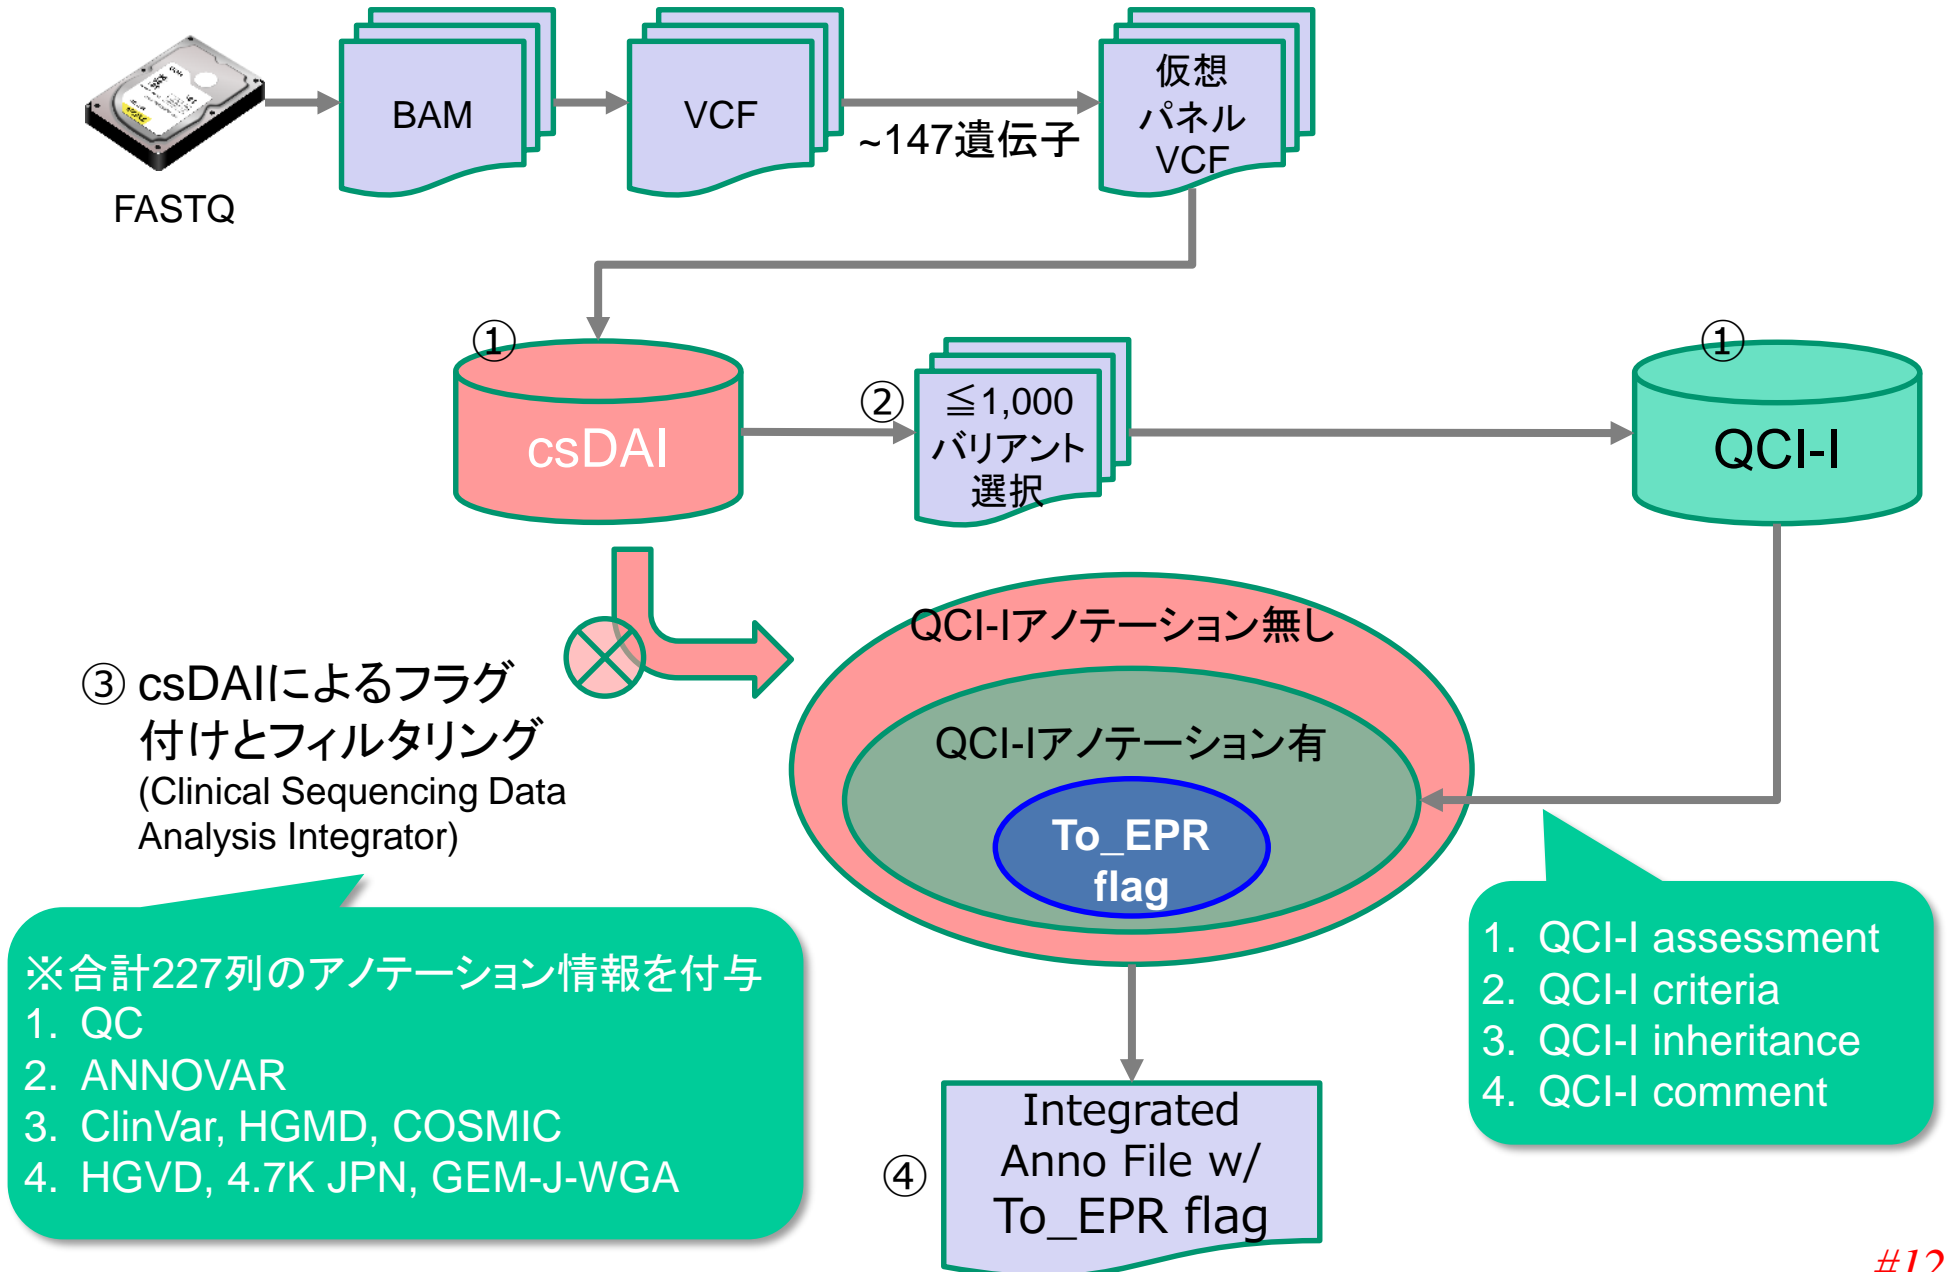 FASTQ
BAM
VCF
~147遺伝子
仮想
パネル
VCF
①
csDAI
②
≦1,000
バリアント
選択
①
QCI-I
③ csDAIによるフラグ
付けとフィルタリング
(Clinical Sequencing Data
Analysis Integrator)
QCI-Iアノテーション無し
QCI-Iアノテーション有
To_EPR
flag
※合計227列のアノテーション情報を付与
1. QC
2. ANNOVAR
3. ClinVar, HGMD, COSMIC
4. HGVD, 4.7K JPN, GEM-J-WGA
1. QCI-I assessment
2. QCI-I criteria
3. QCI-I inheritance
4. QCI-I comment
④
Integrated
Anno File w/
To_EPR flag
#12